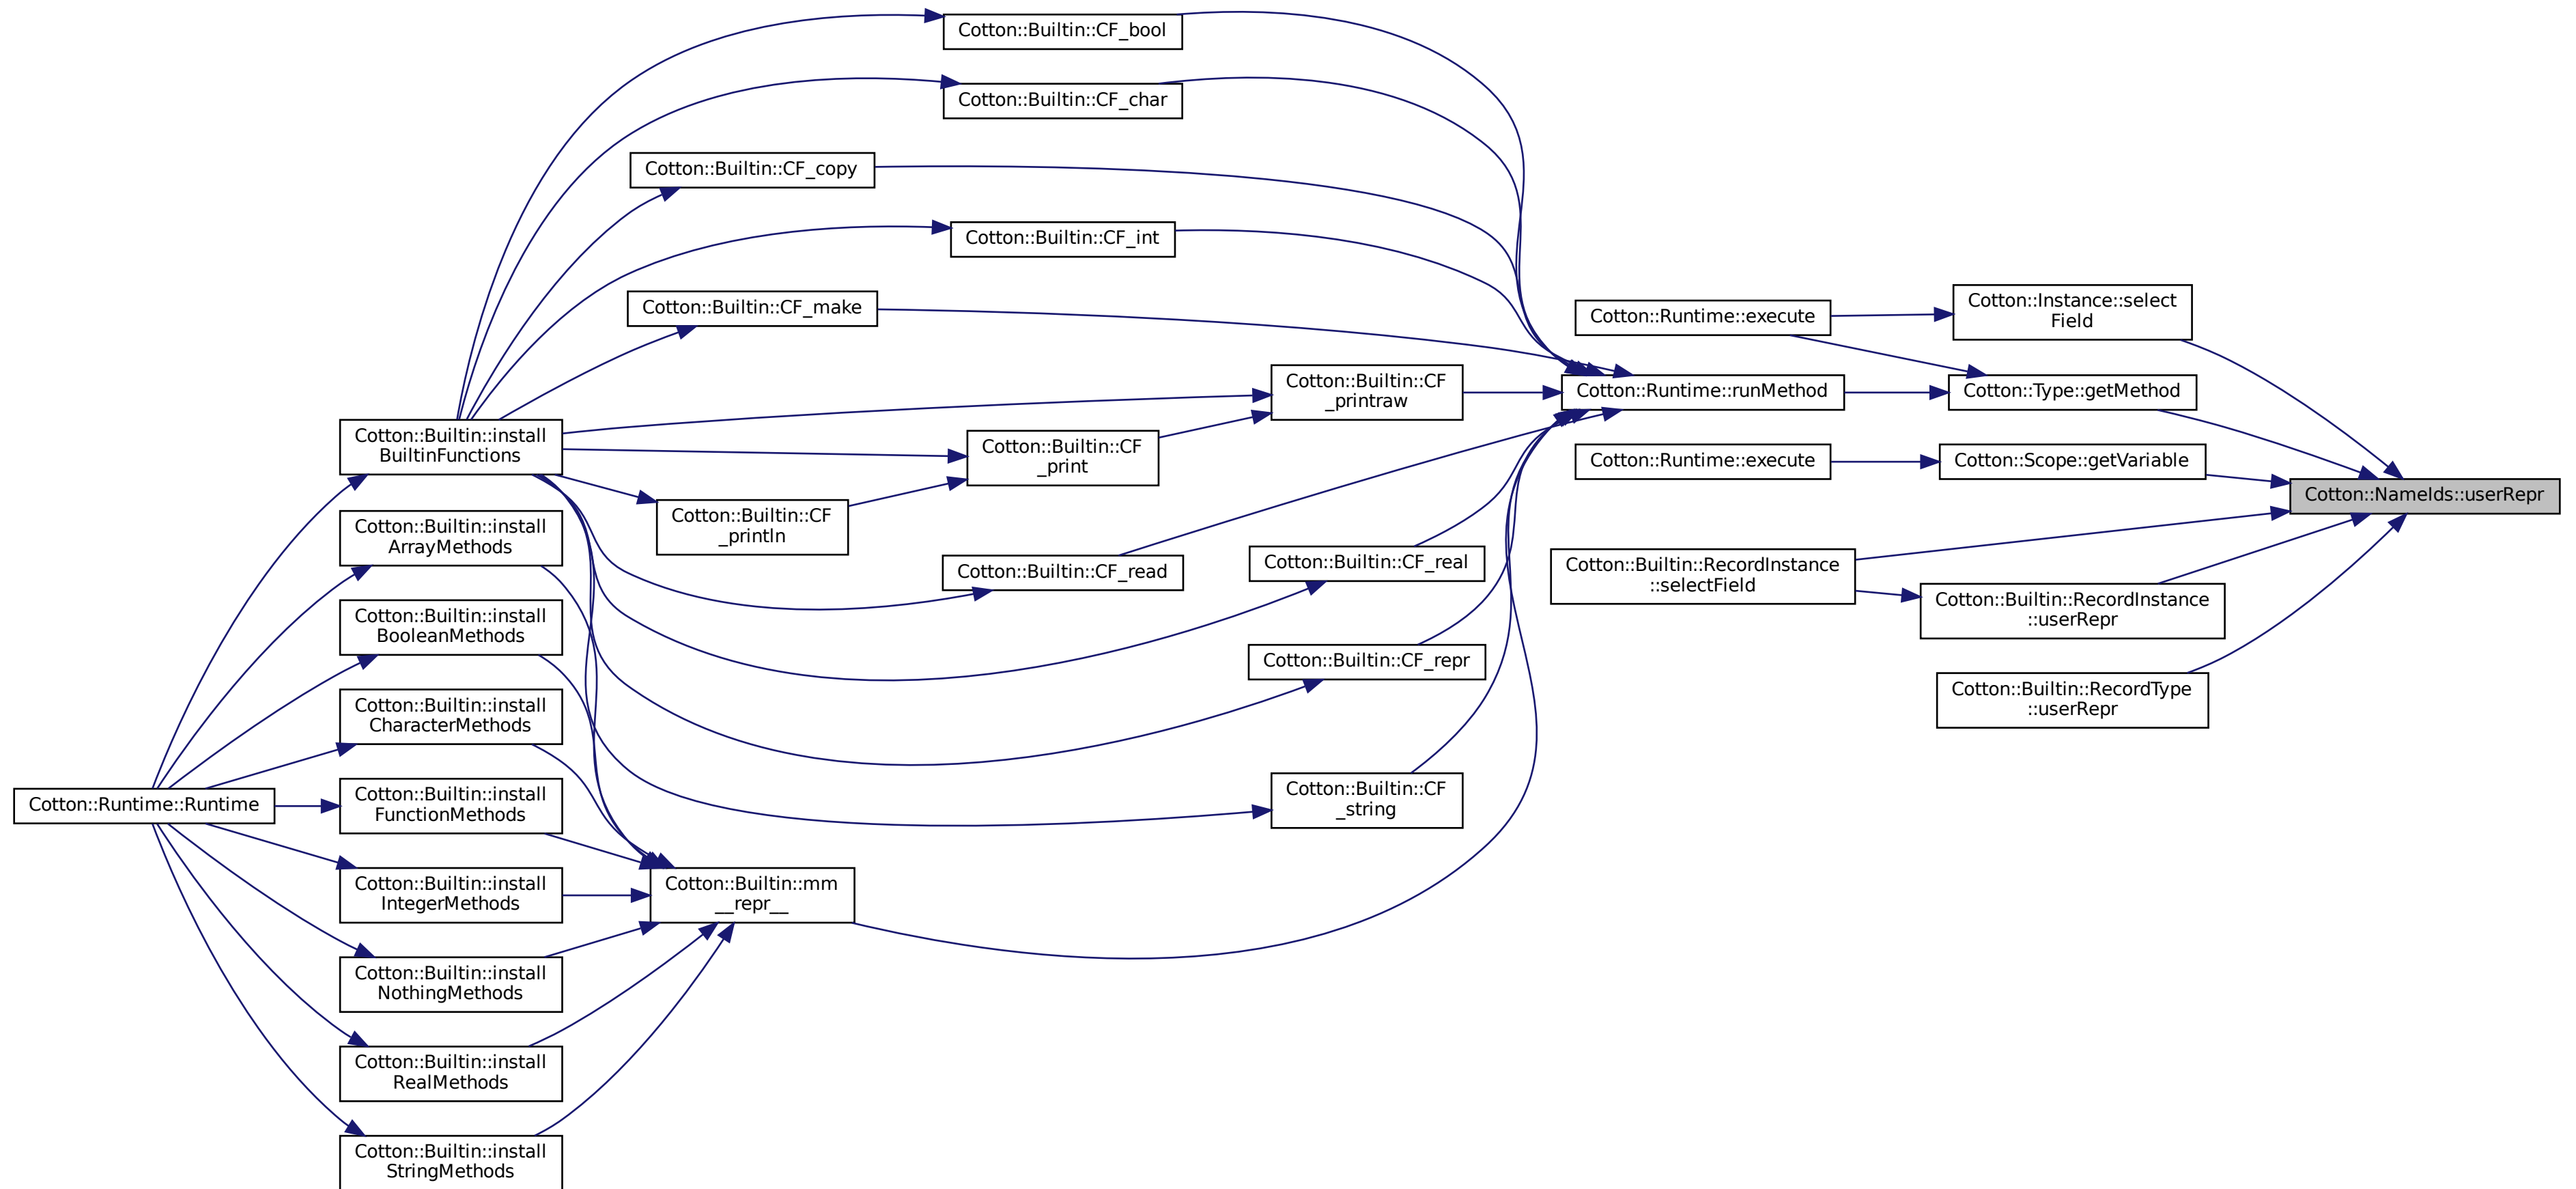 Cotton::Builtin::CF_bool
Cotton::Builtin::CF_char
Cotton::Builtin::CF_copy
Cotton::Builtin::CF_int
Cotton::Builtin::CF_make
Cotton::Instance::select
Field
Cotton::Runtime::execute
Cotton::Builtin::CF
_printraw
Cotton::Runtime::runMethod
Cotton::Type::getMethod
Cotton::Builtin::install
BuiltinFunctions
Cotton::Builtin::CF
_print
Cotton::Runtime::execute
Cotton::Scope::getVariable
Cotton::NameIds::userRepr
Cotton::Builtin::CF
_println
Cotton::Builtin::install
ArrayMethods
Cotton::Builtin::CF_read
Cotton::Builtin::CF_real
Cotton::Builtin::RecordInstance
::selectField
Cotton::Builtin::RecordInstance
::userRepr
Cotton::Builtin::install
BooleanMethods
Cotton::Builtin::CF_repr
Cotton::Builtin::RecordType
::userRepr
Cotton::Builtin::install
CharacterMethods
Cotton::Builtin::CF
_string
Cotton::Runtime::Runtime
Cotton::Builtin::install
FunctionMethods
Cotton::Builtin::install
IntegerMethods
Cotton::Builtin::mm
__repr__
Cotton::Builtin::install
NothingMethods
Cotton::Builtin::install
RealMethods
Cotton::Builtin::install
StringMethods